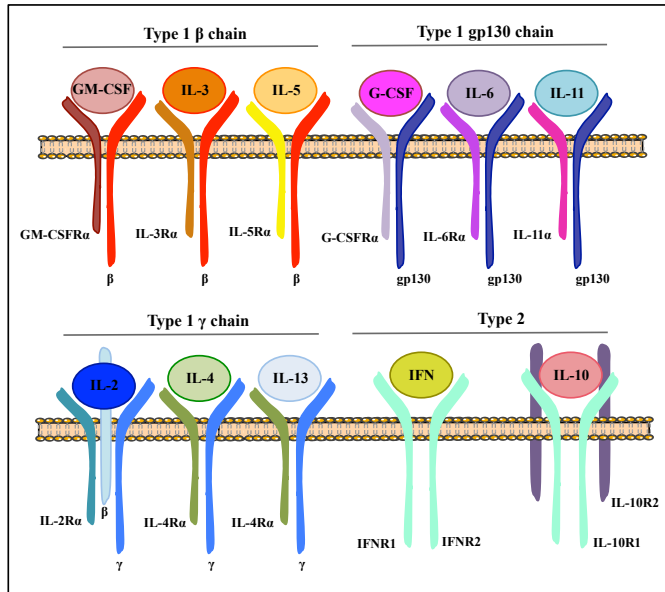 Type 1 β chain
Type 1 gp130 chain
GM-CSF
IL-3
IL-5
G-CSF
IL-6
IL-11
GM-CSFRα
IL-3Rα
IL-5Rα
G-CSFRα
IL-6Rα
IL-11α
β
β
β
gp130
gp130
gp130
Type 1 γ chain
Type 2
IL-2
IL-4
IL-13
IFN
IL-10
IL-2Rα
β
IL-4Rα
IL-4Rα
IL-10R2
IFNR1
IFNR2
IL-10R1
γ
γ
γ